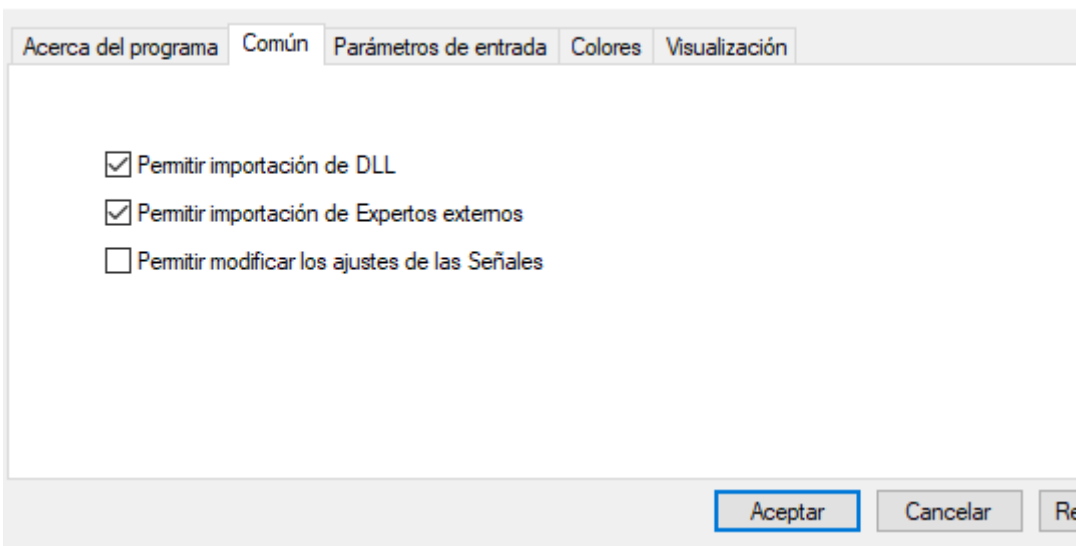 Acerca del programa Común Parámetros de entrada Colores Visualización
Permitir importación de DLL
Permitir importación de Expertos externos
Permitir modificar los ajustes de las Señales
Aceptar Cancelar Re